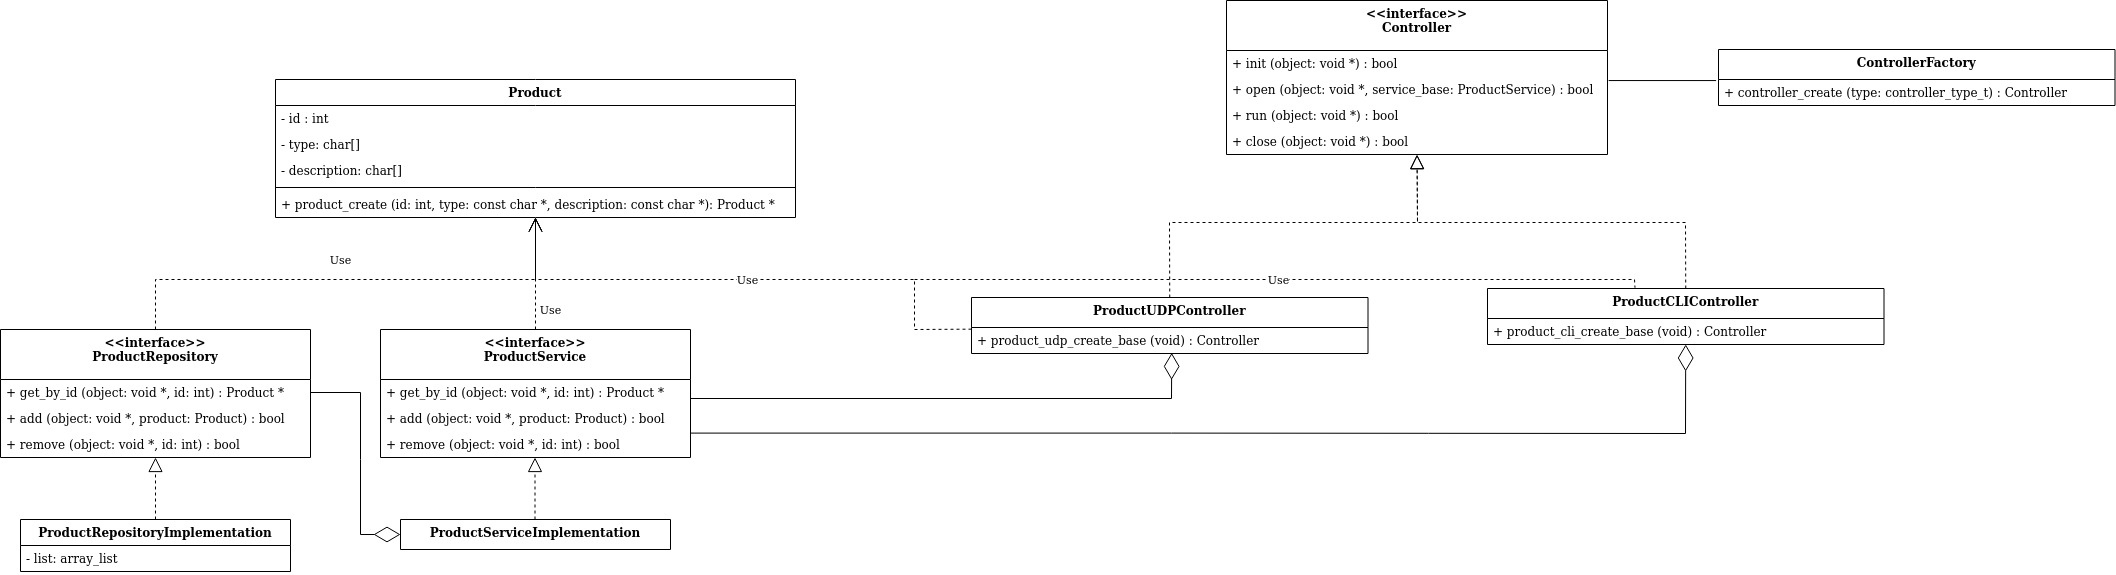 <<interface>>
Controller
+ init (object: void *) : bool
+ open (object: void *, service_base: ProductService) : bool
+ run (object: void *) : bool
+ close (object: void *) : bool
ControllerFactory
+ controller_create (type: controller_type_t) : Controller
Product
- id : int
- type: char[]
- description: char[]
+ product_create (id: int, type: const char *, description: const char *): Product *
Use
Use
Use
Use
ProductUDPController
+ product_udp_create_base (void) : Controller
ProductCLIController
+ product_cli_create_base (void) : Controller
<<interface>>
ProductRepository
+ get_by_id (object: void *, id: int) : Product *
+ add (object: void *, product: Product) : bool
+ remove (object: void *, id: int) : bool
<<interface>>
ProductService
+ get_by_id (object: void *, id: int) : Product *
+ add (object: void *, product: Product) : bool
+ remove (object: void *, id: int) : bool
ProductRepositoryImplementation
- list: array_list
ProductServiceImplementation